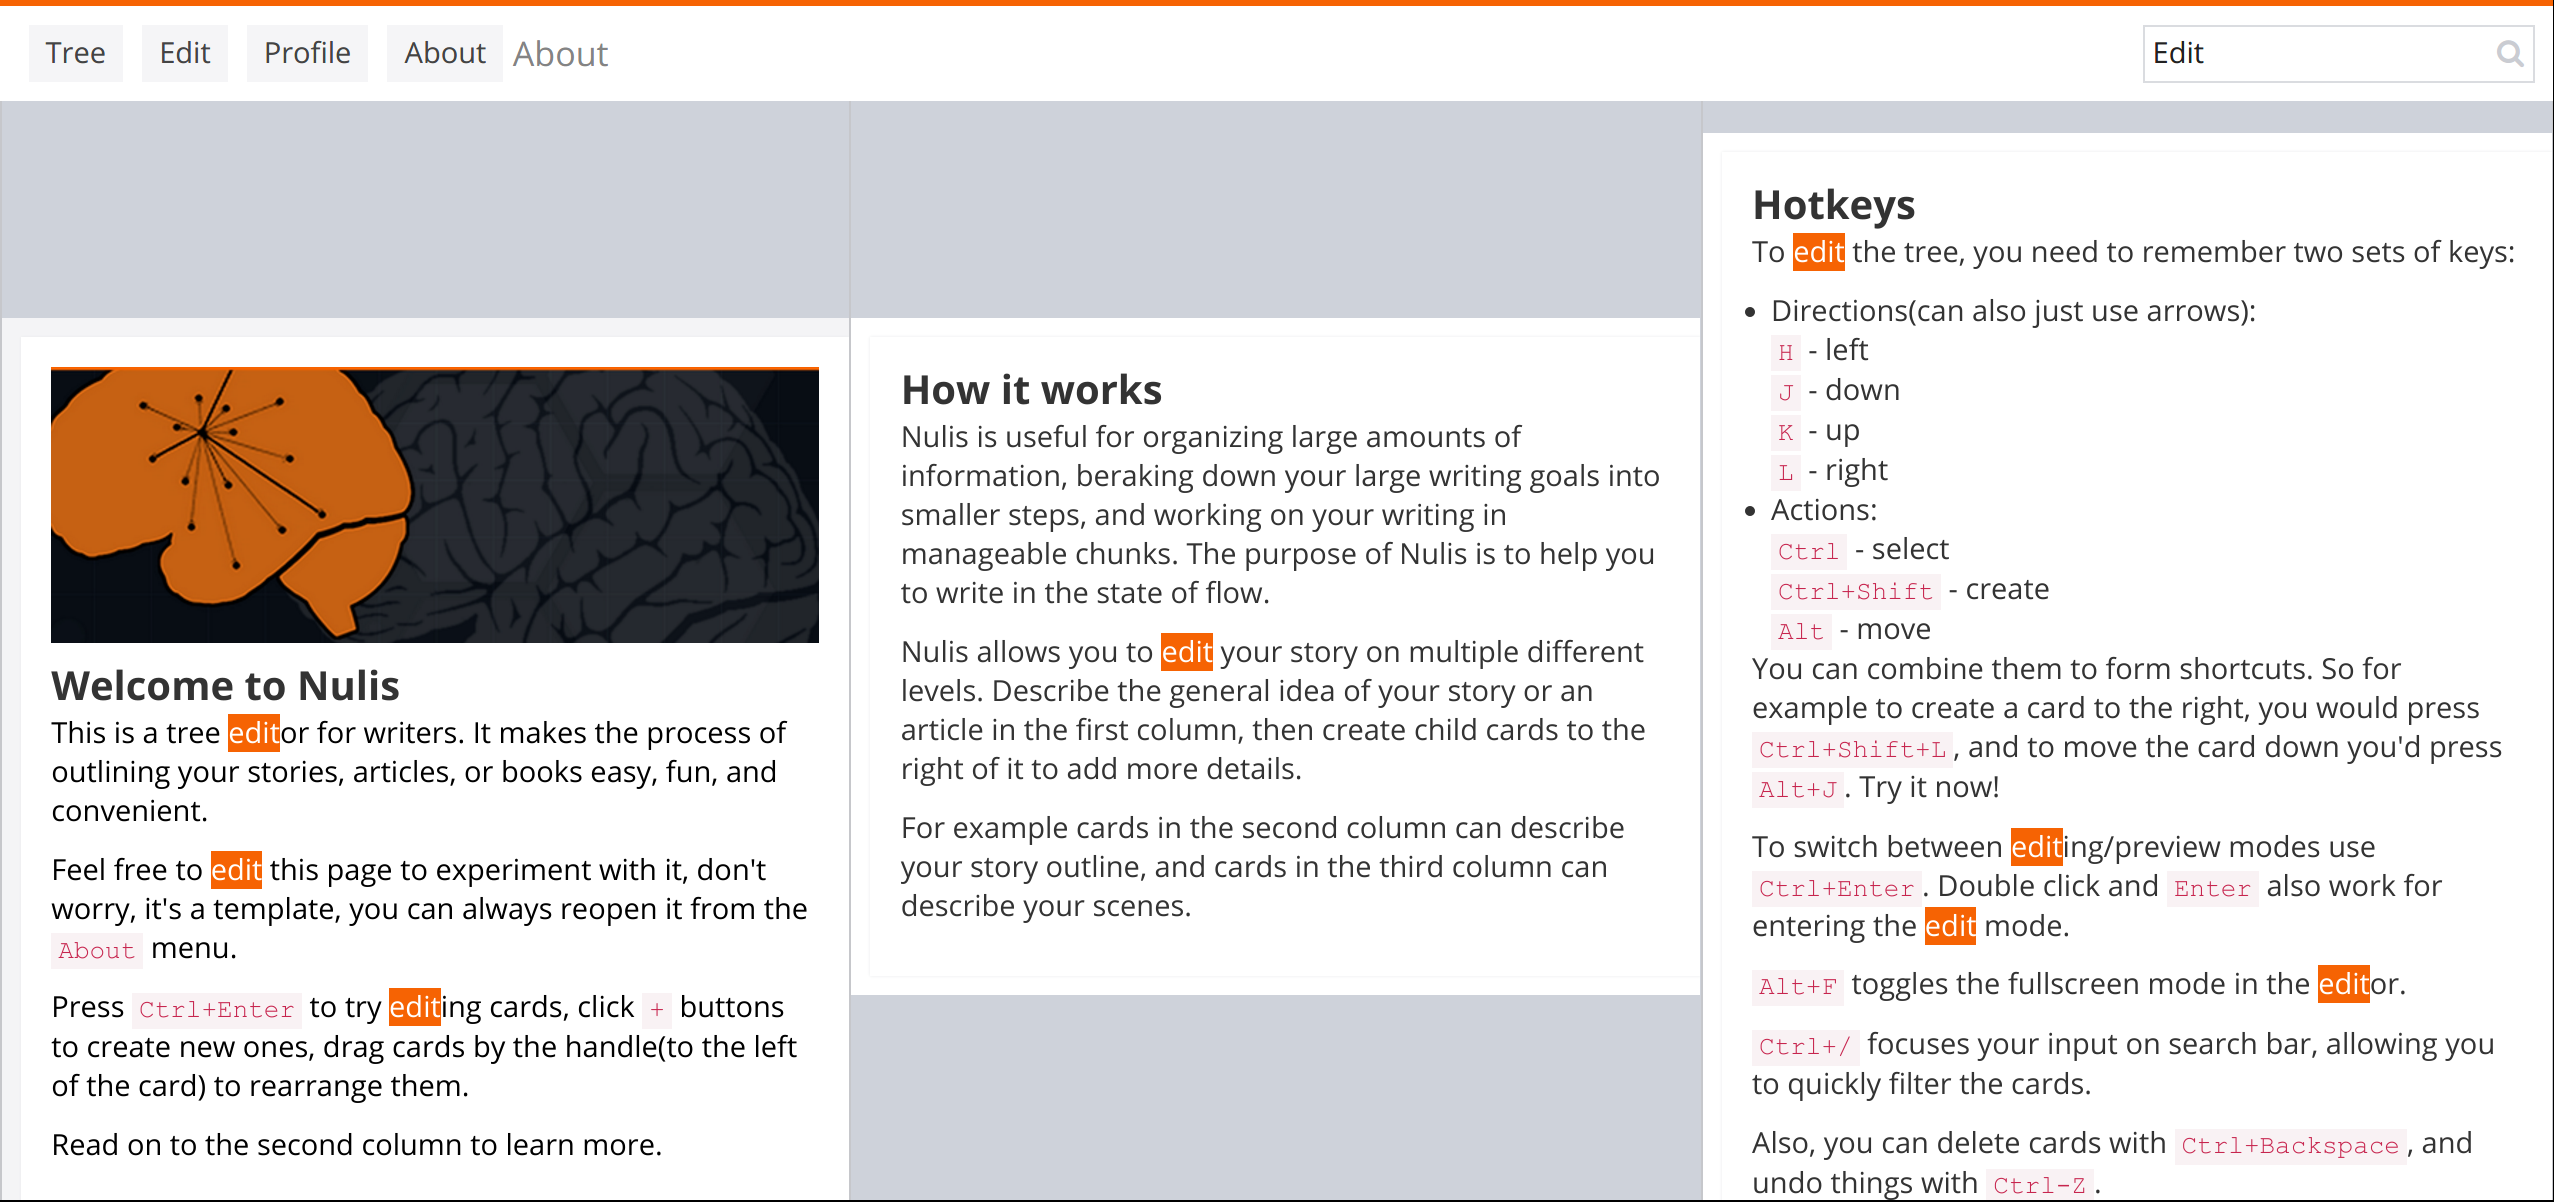 Tree Edit Profile About About Edit
Welcome to Nulis
This is a tree editor for writers. It makes the process of
outlining your stories, articles, or books easy, fun, and
convenient.
Feel free to edit this page to experiment with it, don't
worry, it's a template, you can always reopen it from the
About menu.
Press Ctrl+Enter to try editing cards, click + buttons
to create new ones, drag cards by the handle(to the left
of the card) to rearrange them.
Read on to the second column to learn more.
How it works
Nulis is useful for organizing large amounts of
information, beraking down your large writing goals into
smaller steps, and working on your writing in
manageable chunks. The purpose of Nulis is to help you
to write in the state of flow.
Nulis allows you to edit your story on multiple different
levels. Describe the general idea of your story or an
article in the first column, then create child cards to the
right of it to add more details.
For example cards in the second column can describe
your story outline, and cards in the third column can
describe your scenes.
Hotkeys
To edit the tree, you need to remember two sets of keys:
• Directions(can also just use arrows):
H - left
J - down
K - up
L - right
• Actions:
Ctrl - select
Ctrl+Shift - create
Alt - move
You can combine them to form shortcuts. So for
example to create a card to the right, you would press
Ctrl+Shift+L, and to move the card down you'd press
Alt+J. Try it now!
To switch between editing/preview modes use
Ctrl+Enter. Double click and Enter also work for
entering the edit mode.
Alt+F toggles the fullscreen mode in the editor.
Ctrl+/ focuses your input on search bar, allowing you
to quickly filter the cards.
Also, you can delete cards with Ctrl+Backspace, and
undo things with Ctrl-Z.